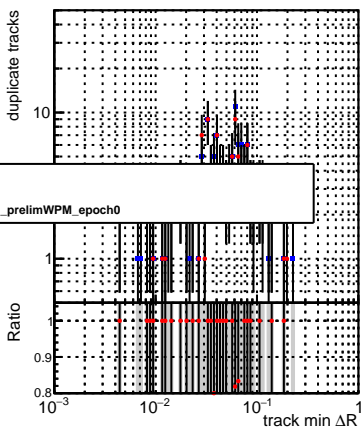 duplicate tracks
10
_prelimWPM_epoch0
1
Ratio
1
0.9
0.8
10⁻³
10⁻²
10⁻¹
1
track min ΔR